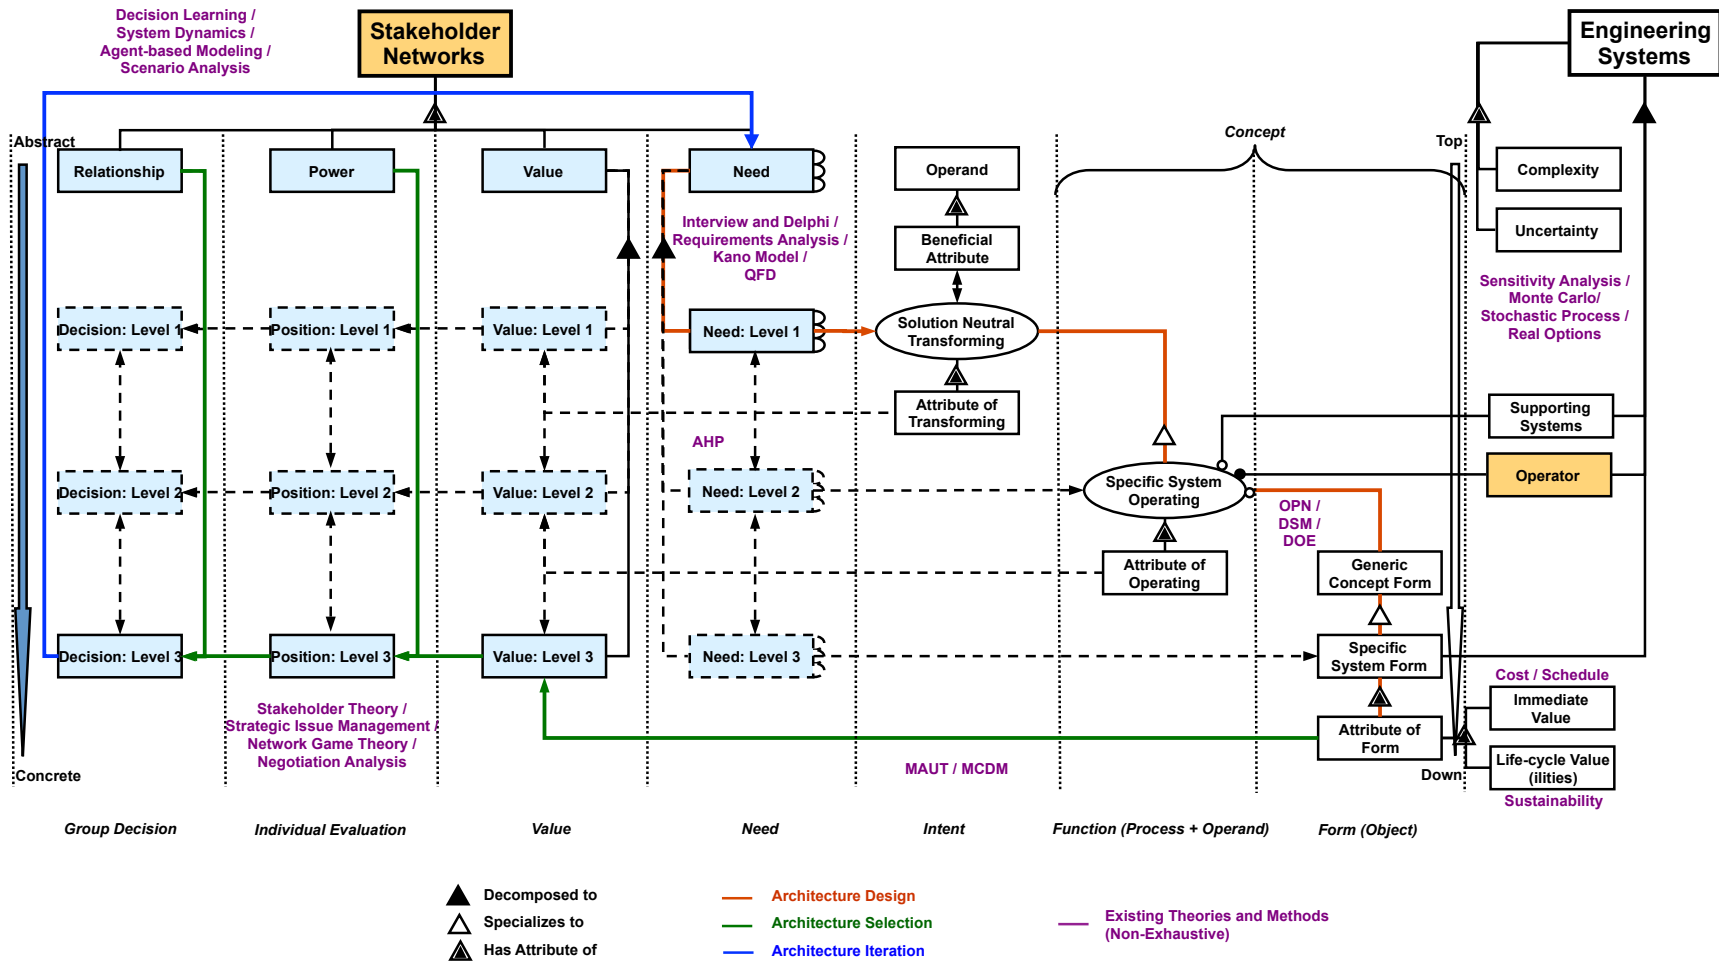 Decision Learning /
System Dynamics /
Agent-based Modeling /
Scenario Analysis
Stakeholder
Networks
Engineering
Systems
Abstract
Concept
Top
Relationship
Power
Value
Need
Operand
Complexity
Interview and Delphi /
Requirements Analysis /
Kano Model /
QFD
Beneficial
Attribute
Uncertainty
Sensitivity Analysis /
Monte Carlo/
Stochastic Process /
Real Options
Decision: Level 1
Position: Level 1
Value: Level 1
Need: Level 1
Solution Neutral
Transforming
Attribute of
Transforming
Supporting
Systems
AHP
Decision: Level 2
Position: Level 2
Value: Level 2
Need: Level 2
Specific System
Operating
Operator
OPN /
DSM /
DOE
Attribute of
Operating
Generic
Concept Form
Decision: Level 3
Position: Level 3
Value: Level 3
Need: Level 3
Specific
System Form
Cost / Schedule
Immediate
Value
Stakeholder Theory /
Strategic Issue Management /
Network Game Theory /
Negotiation Analysis
Attribute of
Form
MAUT / MCDM
Concrete
Down
Life-cycle Value
(ilities)
Sustainability
Group Decision
Individual Evaluation
Value
Need
Intent
Function (Process + Operand)
Form (Object)
Decomposed to
Specializes to
Has Attribute of
Architecture Design
Architecture Selection
Architecture Iteration
Existing Theories and Methods
(Non-Exhaustive)